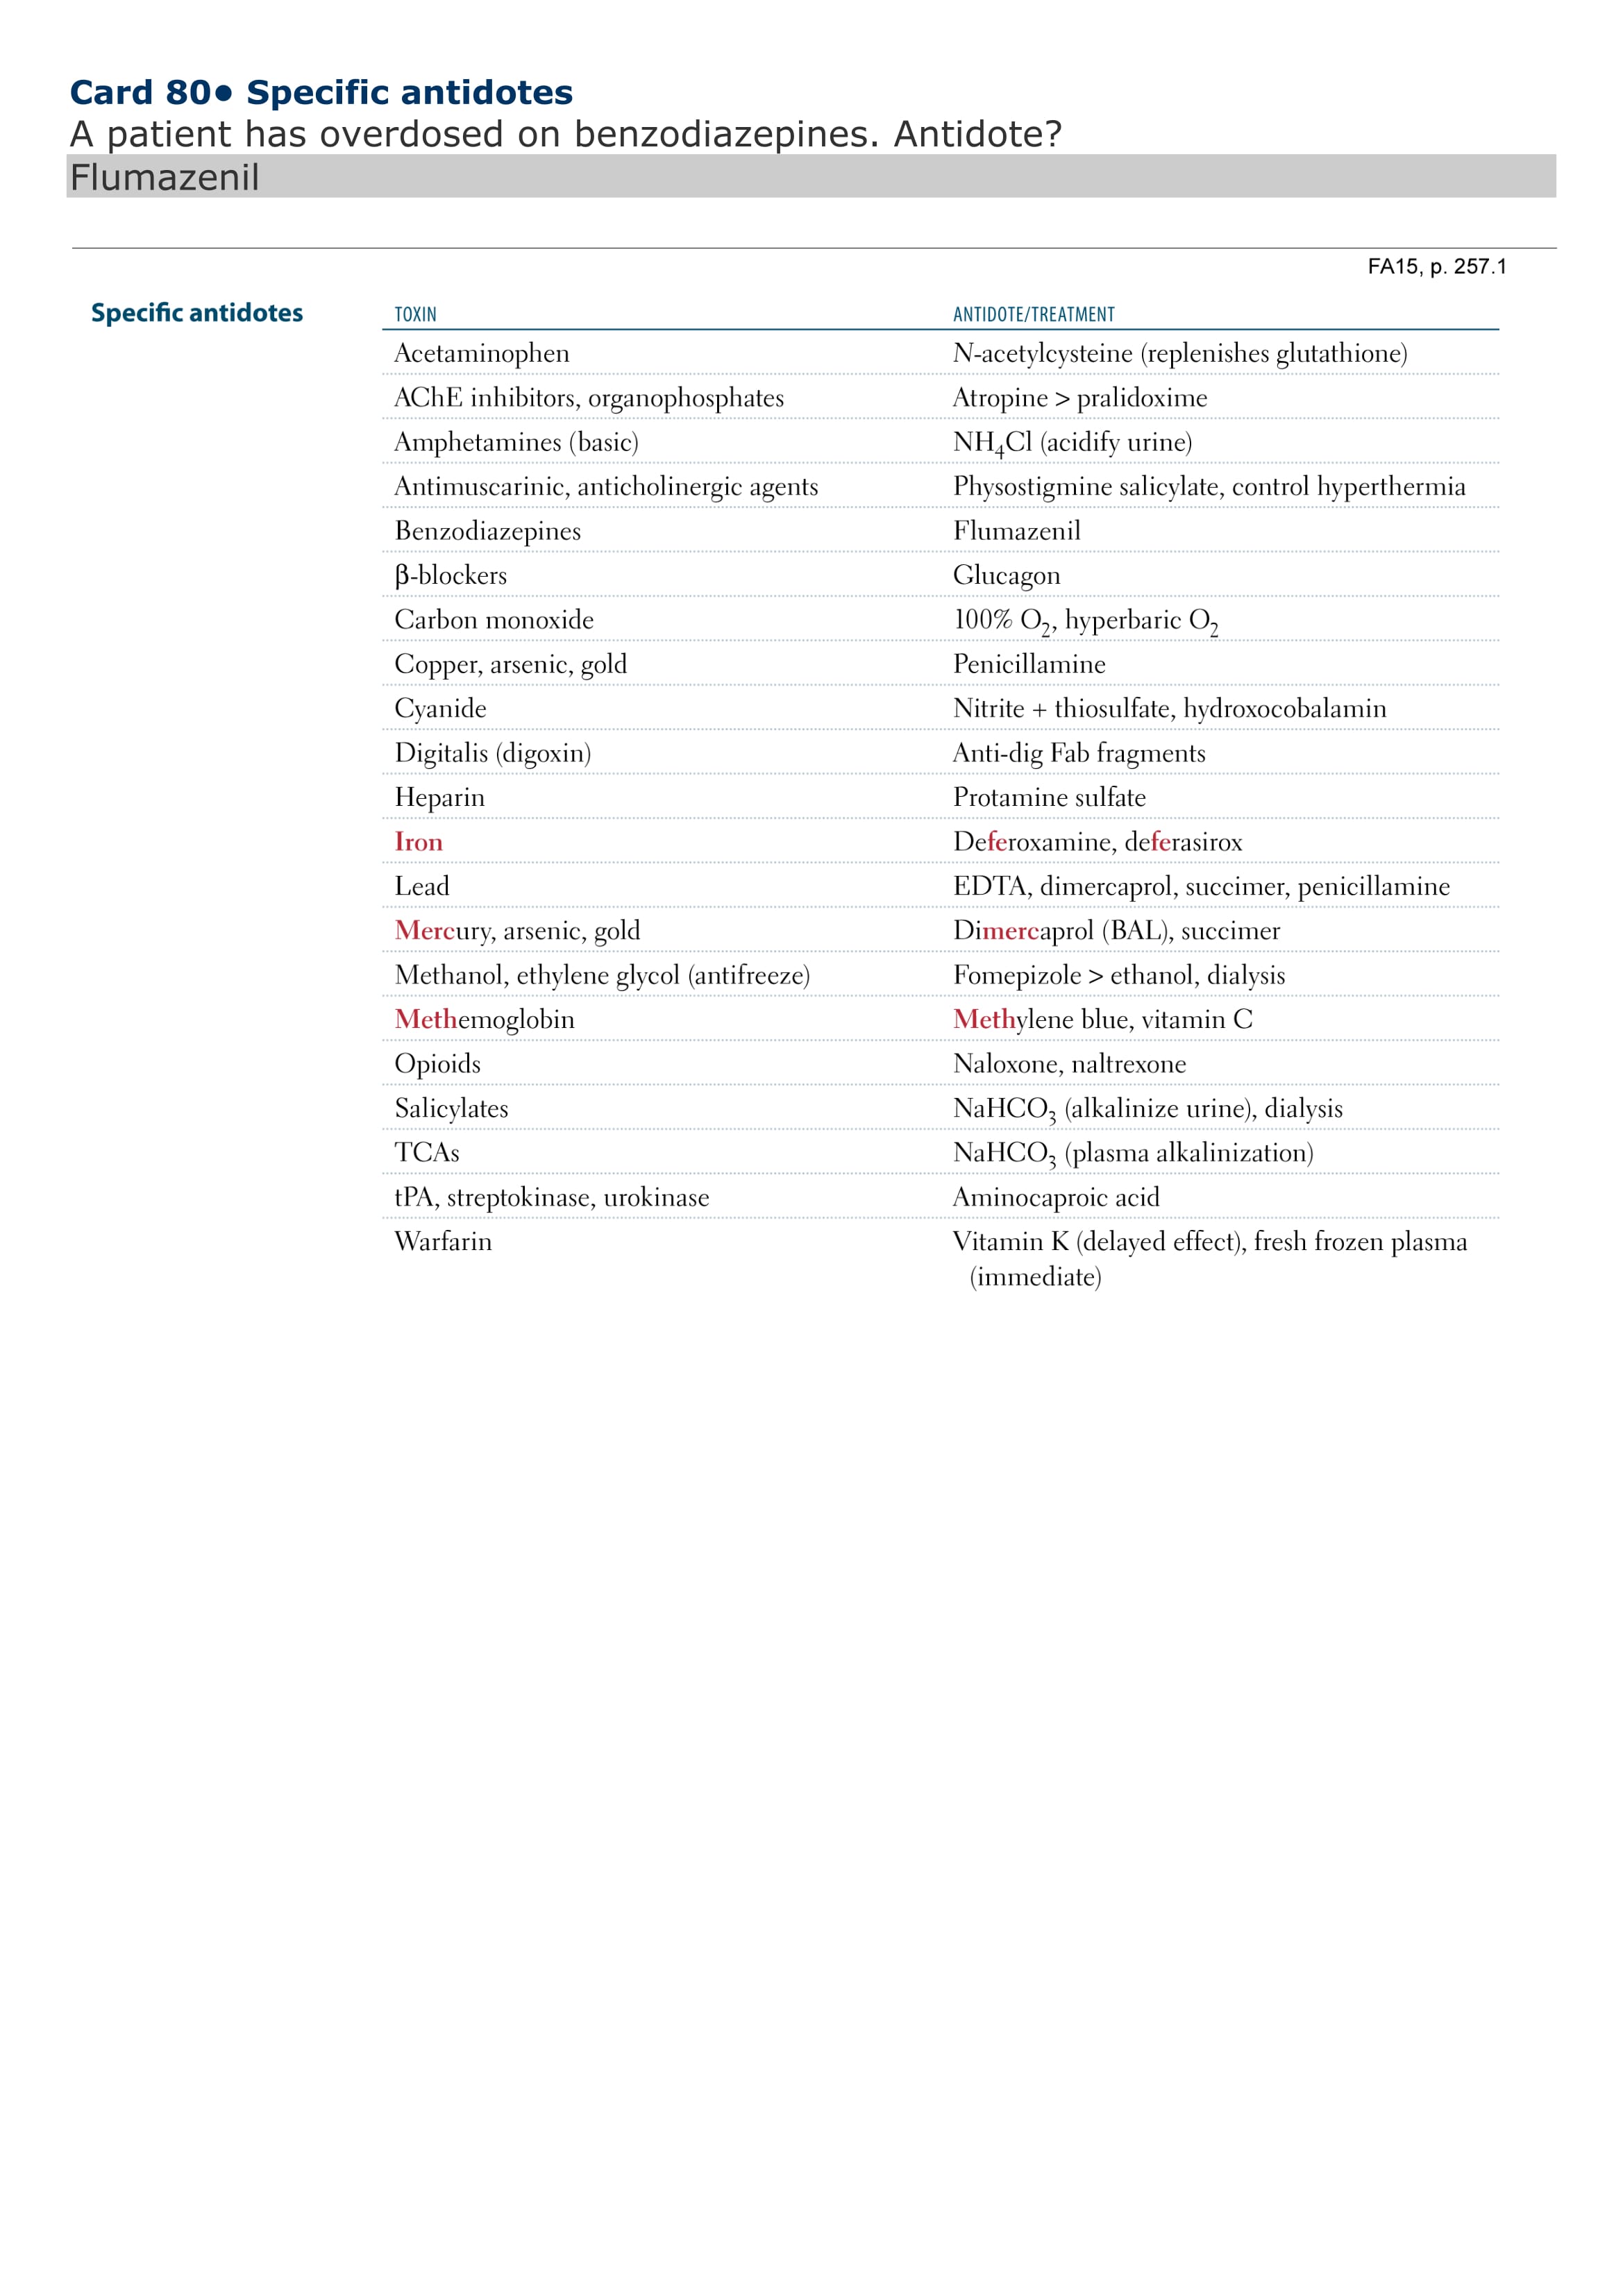 Card 80• Specific antidotes
A patient has overdosed on benzodiazepines. Antidote?
Flumazenil
FA15, p. 257.1
Specific antidotes TOXIN ANTIDOTE/TREATMENT
Acetaminophen N-acetylcysteine (replenishes glutathione)
AChE inhibitors, organophosphates Atropine > pralidoxime
Amphetamines (basic) NH₄Cl (acidify urine)
Antimuscarinic, anticholinergic agents Physostigmine salicylate, control hyperthermia
Benzodiazepines Flumazenil
β-blockers Glucagon
Carbon monoxide 100% O₂, hyperbaric O₂
Copper, arsenic, gold Penicillamine
Cyanide Nitrite + thiosulfate, hydroxocobalamin
Digitalis (digoxin) Anti-dig Fab fragments
Heparin Protamine sulfate
Iron Deferoxamine, deferasirox
Lead EDTA, dimercaprol, succimer, penicillamine
Mercury, arsenic, gold Dimercaprol (BAL), succimer
Methanol, ethylene glycol (antifreeze) Fomepizole > ethanol, dialysis
Methemoglobin Methylene blue, vitamin C
Opioids Naloxone, naltrexone
Salicylates NaHCO₃ (alkalinize urine), dialysis
TCAs NaHCO₃ (plasma alkalinization)
tPA, streptokinase, urokinase Aminocaproic acid
Warfarin Vitamin K (delayed effect), fresh frozen plasma
(immediate)